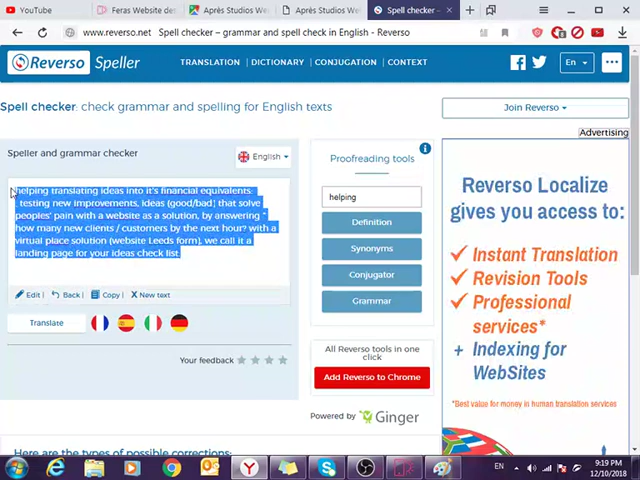 YouTube
Feras Website des
Après Studios We
Après Studios We
Spell checker –
www.reverso.net Spell checker – grammar and spell check in English - Reverso
Reverso Speller
TRANSLATION | DICTIONARY | CONJUGATION | CONTEXT
En
Spell checker: check grammar and spelling for English texts
Join Reverso
Advertising
Speller and grammar checker
English
helping translating ideas into it's financial equivalents.
. testing new improvements, ideas (good/bad) that solve
peoples' pain with a website as a solution, by answering "
how many new clients / customers by the next hour? with a
virtual place solution (website Leeds form), we call it a
landing page for your ideas check list.
Edit | Back | Copy | New text
Translate
Your feedback
Proofreading tools
helping
Definition
Synonyms
Conjugator
Grammar
All Reverso tools in one
click
Add Reverso to Chrome
Powered by Ginger
Reverso Localize
gives you access to:
Instant Translation
Revision Tools
Professional
services*
+ Indexing for
WebSites
*Best value for money in human translation services
Here are the types of possible corrections:
EN
9:19 PM
12/10/2018